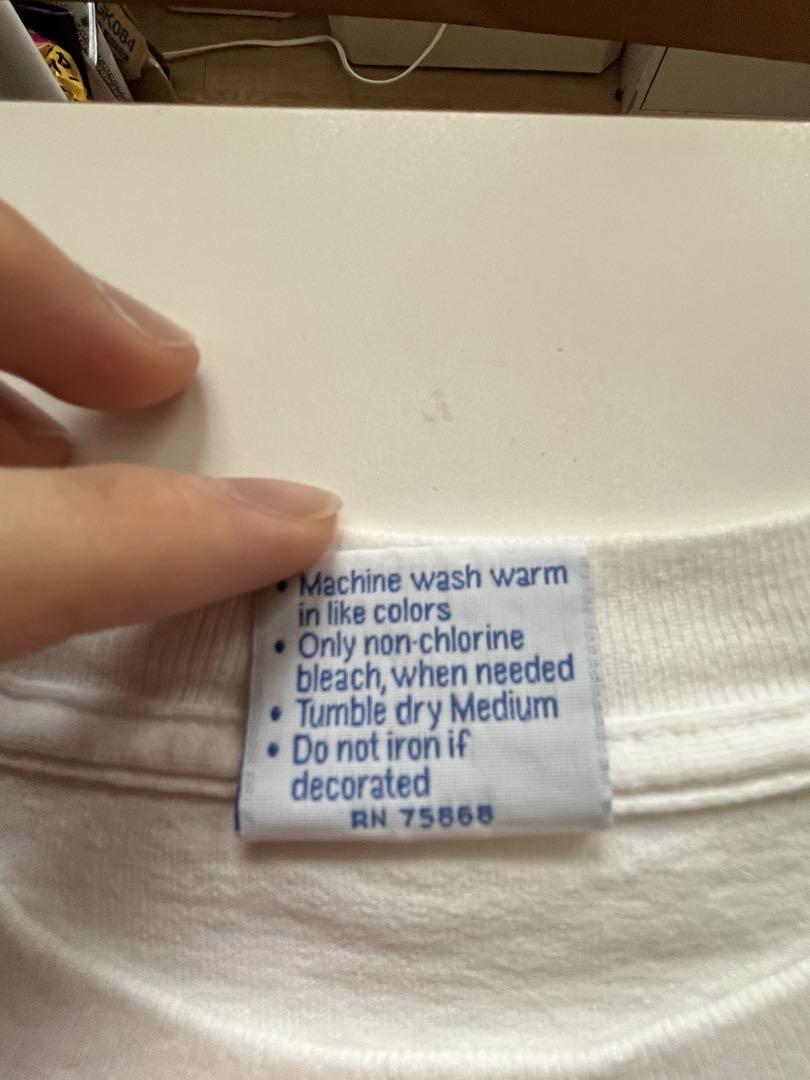 GK084
• Machine wash warm
in like colors
• Only non-chlorine
bleach, when needed
• Tumble dry Medium
• Do not iron if
decorated
RN 75868